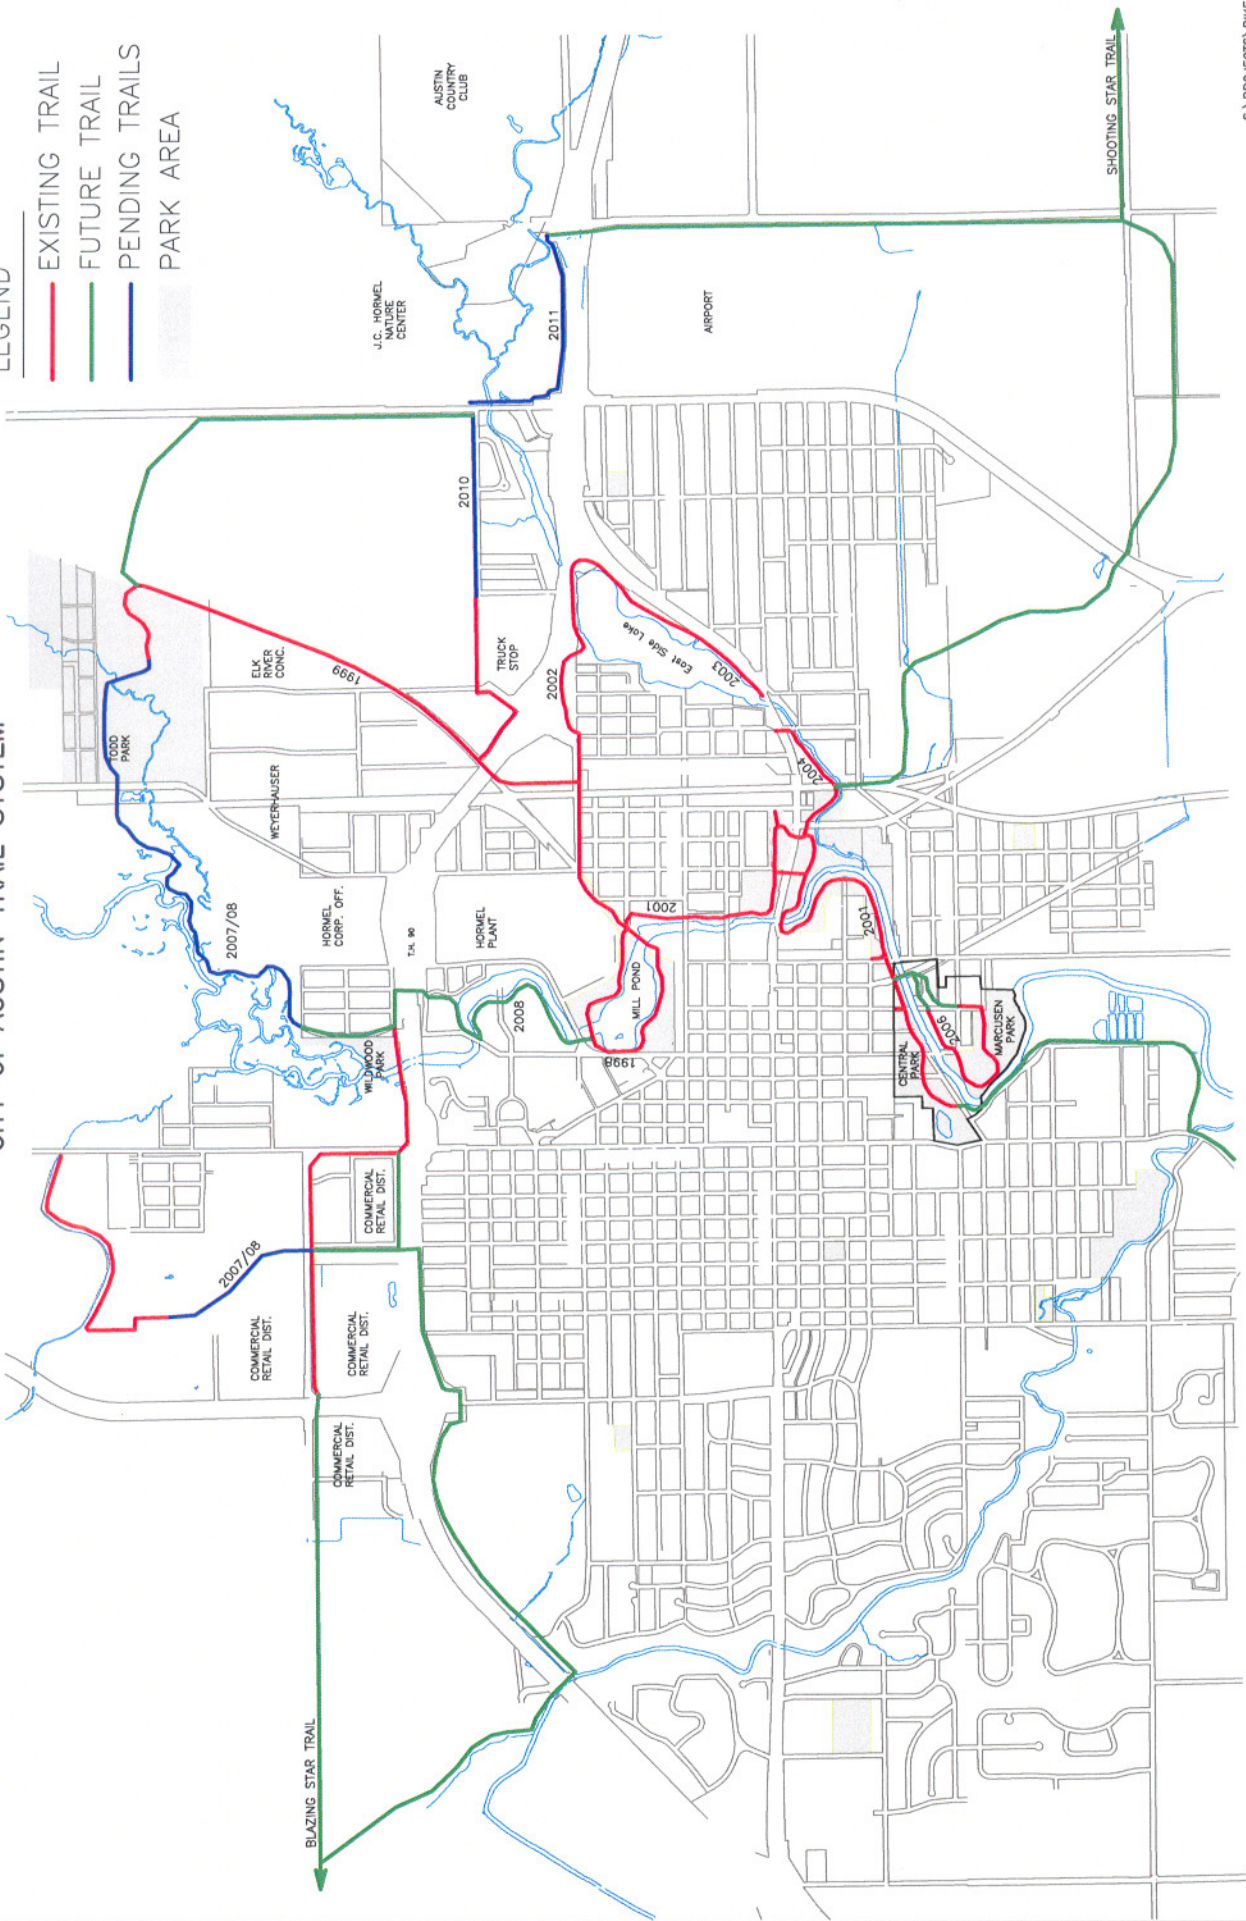 LEGEND
EXISTING TRAIL
FUTURE TRAIL
PENDING TRAILS
PARK AREA
CITY OF AUSTIN TRAIL SYSTEM
AUSTIN
COUNTRY
CLUB
J.C. HORMEL
NATURE
CENTER
2011
AIRPORT
SHOOTING STAR TRAIL
2010
TRUCK
STOP
ELK
RIVER
CONC.
1999
2002
East Side Lake
2003
2004
TODD
PARK
WEYERHAUSER
2007/08
HORMEL
CORP. OFF.
T.H. 90
HORMEL
PLANT
2001
2001
MILL POND
2008
1998
WILDWOOD
PARK
CENTRAL
PARK
2006
MARCUSEN
PARK
COMMERCIAL
RETAIL DIST.
2007/08
COMMERCIAL
RETAIL DIST.
COMMERCIAL
RETAIL DIST.
COMMERCIAL
RETAIL DIST.
BLAZING STAR TRAIL